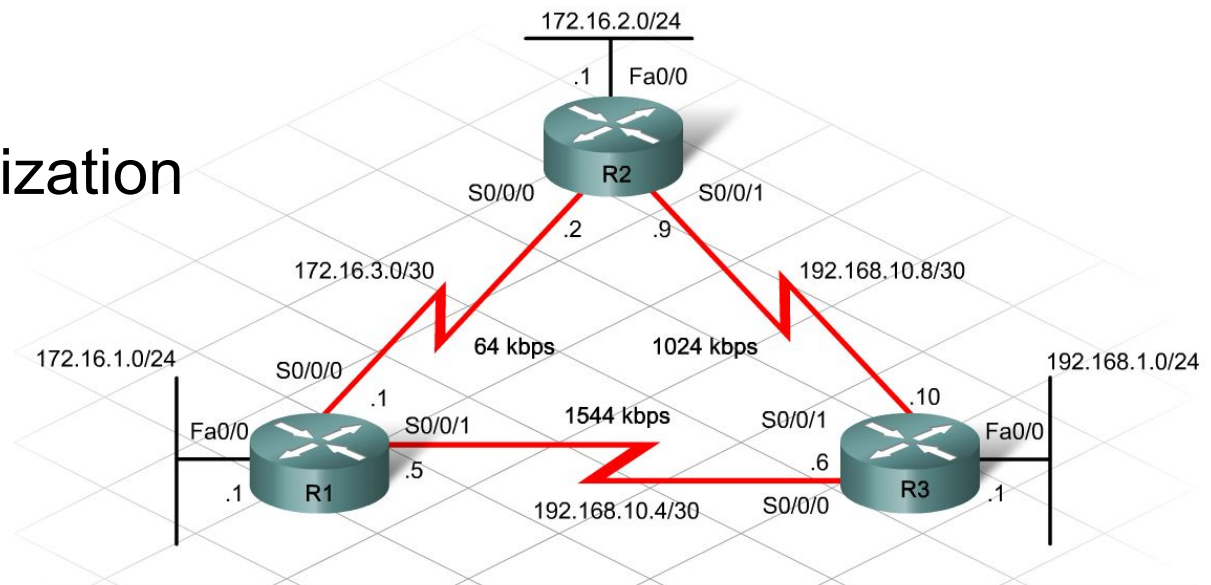 172.16.2.0/24
.1
Fa0/0
ization
R2
S0/0/0
S0/0/1
.2
.9
172.16.3.0/30
192.168.10.8/30
64 kbps
1024 kbps
172.16.1.0/24
192.168.1.0/24
S0/0/0
.1
.10
1544 kbps
Fa0/0
S0/0/1
S0/0/1
Fa0/0
.5
.6
.1
R1
R3
.1
192.168.10.4/30
S0/0/0